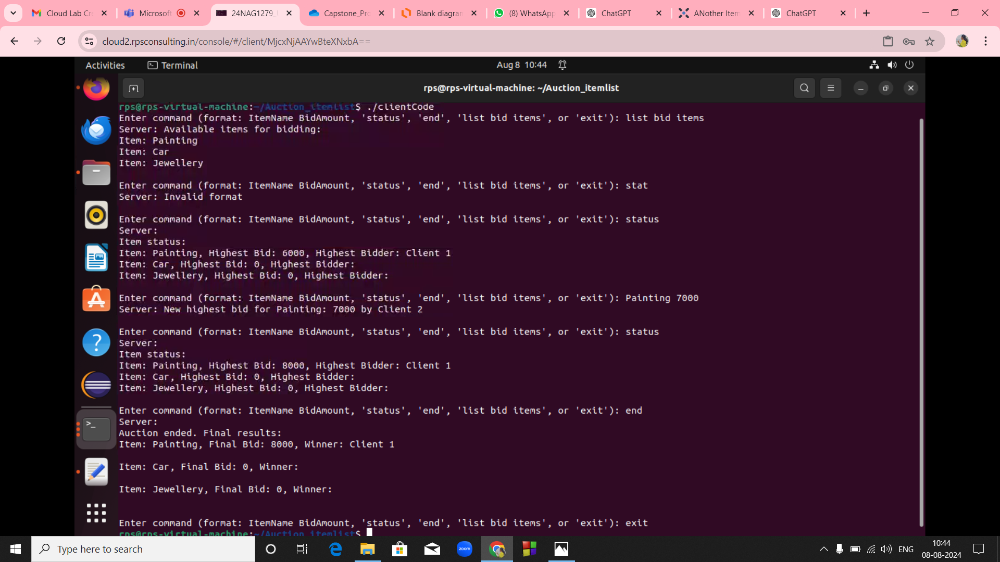 Cloud Lab Cre
Microsoft
24NAG1279_
Capstone_Pro
Blank diagram
(8) WhatsApp
ChatGPT
ANother Item
ChatGPT
cloud2.rpsconsulting.in/console/#/client/MjcxNjAAYwBteXNxbA==
Activities
Terminal
Aug 8 10:44
rps@rps-virtual-machine: ~/Auction_itemlist
rps@rps-virtual-machine:~/Auction_itemlist$ ./clientCode
Enter command (format: ItemName BidAmount, 'status', 'end', 'list bid items', or 'exit'): list bid items
Server: Available items for bidding:
Item: Painting
Item: Car
Item: Jewellery
Enter command (format: ItemName BidAmount, 'status', 'end', 'list bid items', or 'exit'): stat
Server: Invalid format
Enter command (format: ItemName BidAmount, 'status', 'end', 'list bid items', or 'exit'): status
Server:
Item status:
Item: Painting, Highest Bid: 6000, Highest Bidder: Client 1
Item: Car, Highest Bid: 0, Highest Bidder:
Item: Jewellery, Highest Bid: 0, Highest Bidder:
Enter command (format: ItemName BidAmount, 'status', 'end', 'list bid items', or 'exit'): Painting 7000
Server: New highest bid for Painting: 7000 by Client 2
Enter command (format: ItemName BidAmount, 'status', 'end', 'list bid items', or 'exit'): status
Server:
Item status:
Item: Painting, Highest Bid: 8000, Highest Bidder: Client 1
Item: Car, Highest Bid: 0, Highest Bidder:
Item: Jewellery, Highest Bid: 0, Highest Bidder:
Enter command (format: ItemName BidAmount, 'status', 'end', 'list bid items', or 'exit'): end
Server:
Auction ended. Final results:
Item: Painting, Final Bid: 8000, Winner: Client 1
Item: Car, Final Bid: 0, Winner:
Item: Jewellery, Final Bid: 0, Winner:
Enter command (format: ItemName BidAmount, 'status', 'end', 'list bid items', or 'exit'): exit
rps@rps-virtual-machine:~/Auction_itemlist$
Type here to search
zoom
ENG
10:44
08-08-2024